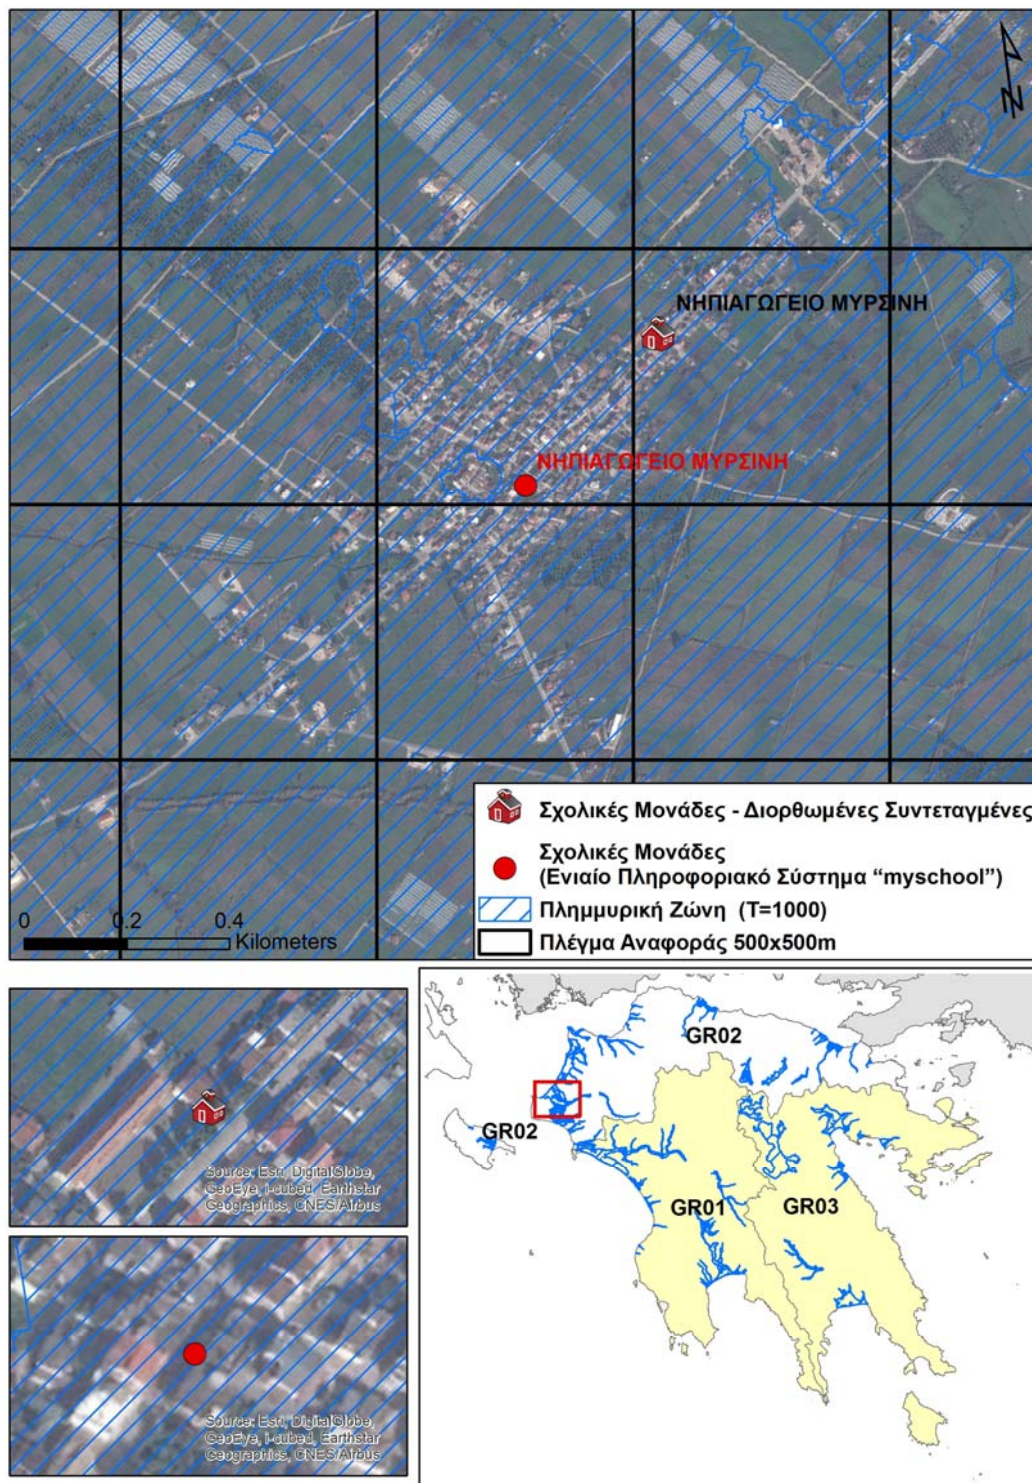 N
ΝΗΠΙΑΓΩΓΕΙΟ ΜΥΡΣΙΝΗ
ΝΗΠΙΑΓΩΓΕΙΟ ΜΥΡΣΙΝΗ
Σχολικές Μονάδες - Διορθωμένες Συντεταγμένες
Σχολικές Μονάδες
(Ενιαίο Πληροφοριακό Σύστημα “myschool”)
Πλημμυρική Ζώνη (T=1000)
Πλέγμα Αναφοράς 500x500m
0 0.2 0.4
Kilometers
Source: Esri, DigitalGlobe,
GeoEye, i-cubed, Earthstar
Geographics, CNES/Airbus
Source: Esri, DigitalGlobe,
GeoEye, i-cubed, Earthstar
Geographics, CNES/Airbus
GR02
GR02
GR01
GR03